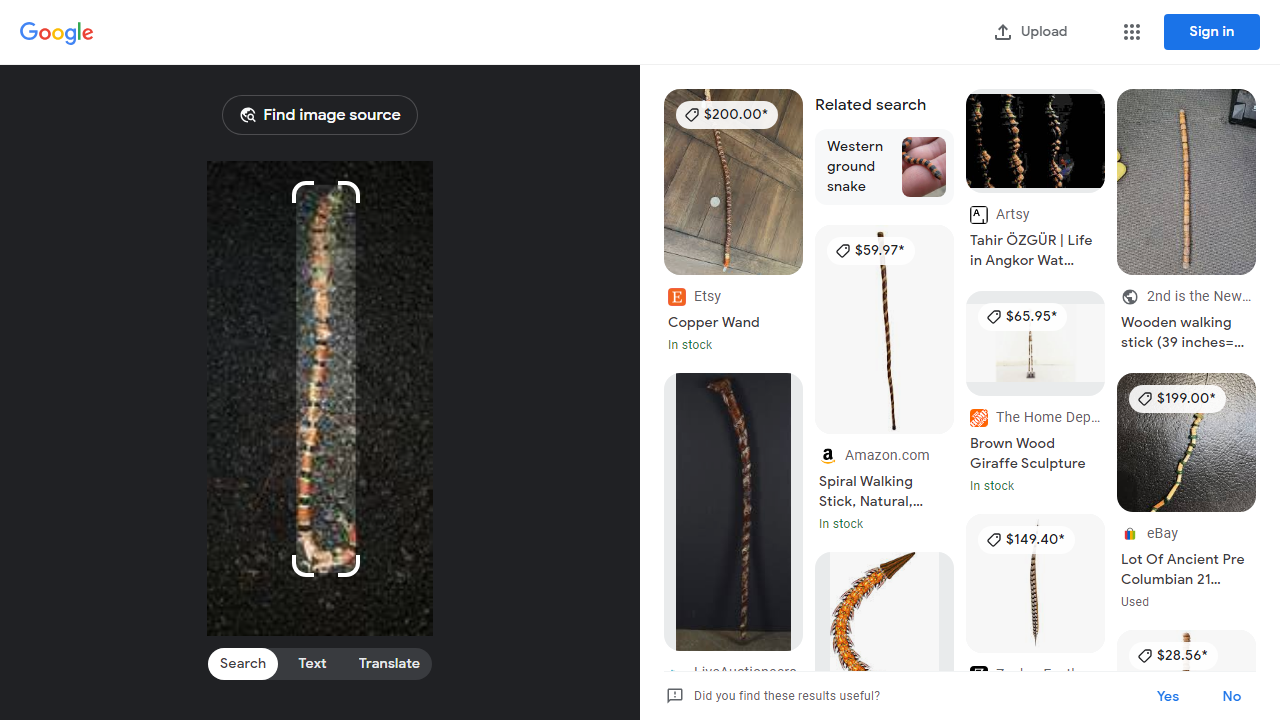 Google
Upload
Sign in
Find image source
Search
Text
Translate
$200.00*
Etsy
Copper Wand
In stock
Related search
Western
ground
snake
$59.97*
Amazon.com
Spiral Walking
Stick, Natural,...
In stock
Artsy
Tahir ÖZGÜR | Life
in Angkor Wat...
$65.95*
The Home Dep...
Brown Wood
Giraffe Sculpture
In stock
$149.40*
2nd is the New...
Wooden walking
stick (39 inches=...
$199.00*
eBay
Lot Of Ancient Pre
Columbian 21...
Used
$28.56*
Did you find these results useful?
Yes
No